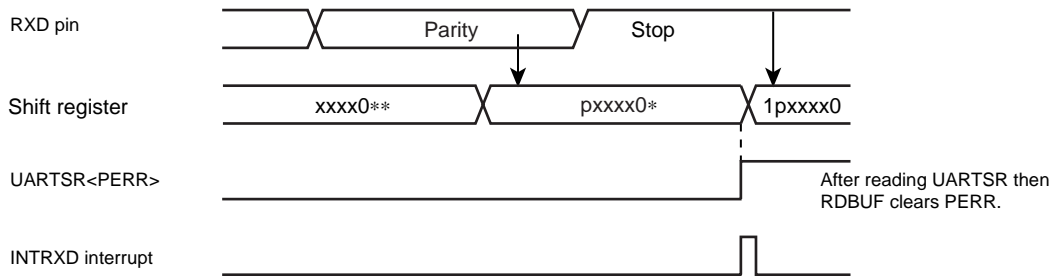 RXD pin
Parity
Stop
Shift register
xxxx0**
pxxxx0*
1pxxxx0
UARTSR<PERR>
After reading UARTSR then
RDBUF clears PERR.
INTRXD interrupt